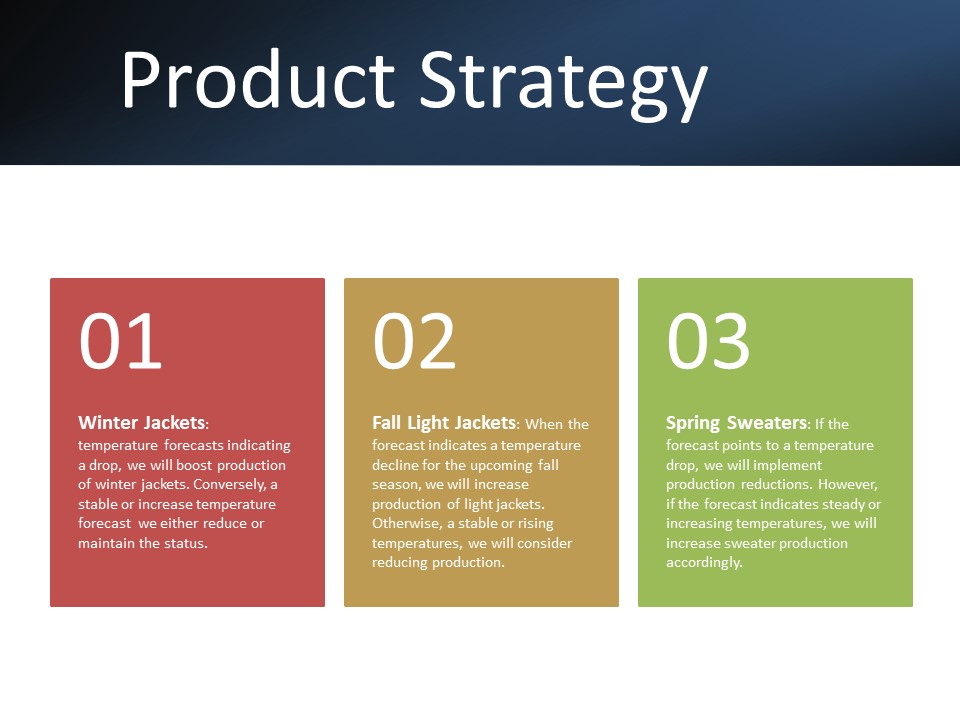 Product Strategy
01
Winter Jackets:
temperature forecasts indicating
a drop, we will boost production
of winter jackets. Conversely, a
stable or increase temperature
forecast we either reduce or
maintain the status.
02
Fall Light Jackets: When the
forecast indicates a temperature
decline for the upcoming fall
season, we will increase
production of light jackets.
Otherwise, a stable or rising
temperatures, we will consider
reducing production.
03
Spring Sweaters: If the
forecast points to a temperature
drop, we will implement
production reductions. However,
if the forecast indicates steady or
increasing temperatures, we will
increase sweater production
accordingly.